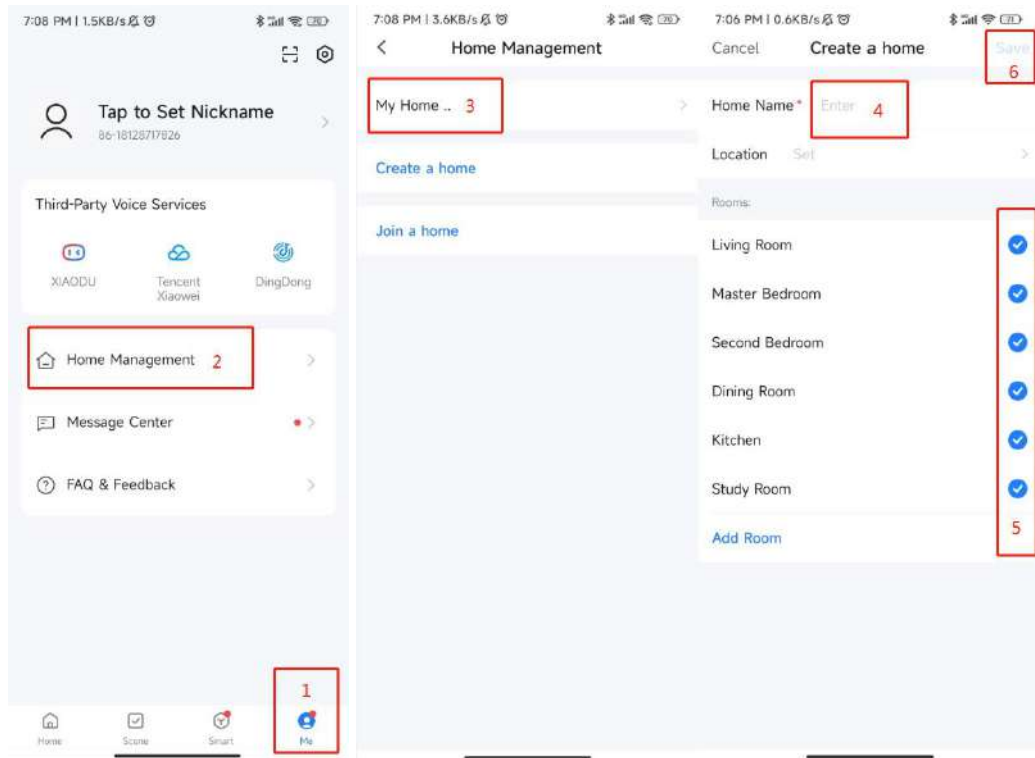 7:08 PM | 1.5KB/s
Tap to Set Nickname
86-18128717826
Third-Party Voice Services
XIAODU
Tencent
Xiaowei
DingDong
Home Management
2
Message Center
FAQ & Feedback
1
Home
Scene
Smart
Me
7:08 PM | 3.6KB/s
Home Management
My Home ..
3
Create a home
Join a home
7:06 PM | 0.6KB/s
Cancel
Create a home
Save
6
Home Name*
Enter
4
Location
Set
Rooms:
Living Room
Master Bedroom
Second Bedroom
Dining Room
Kitchen
Study Room
5
Add Room